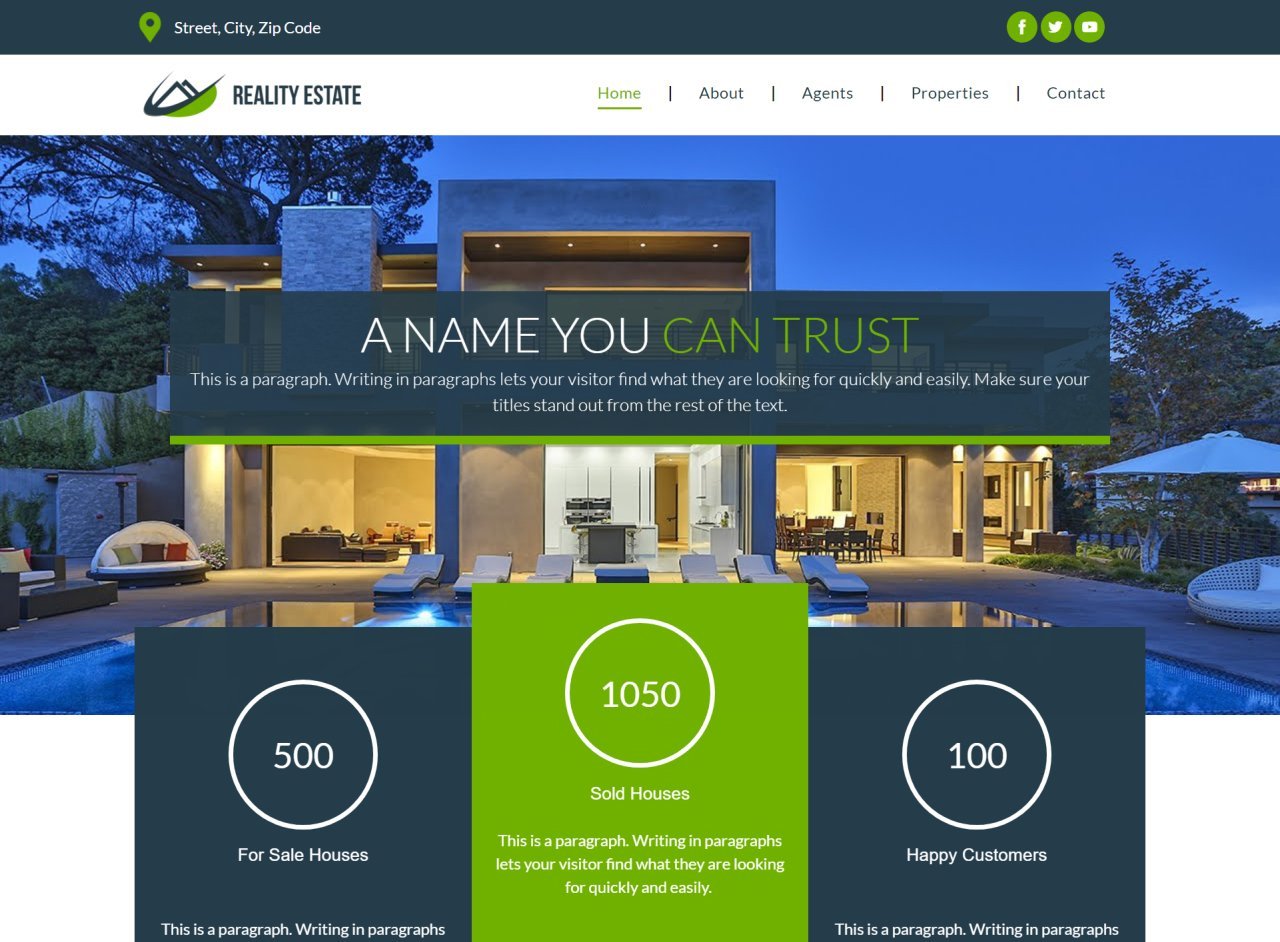 Street, City, Zip Code
REALITY ESTATE
Home | About | Agents | Properties | Contact
A NAME YOU CAN TRUST
This is a paragraph. Writing in paragraphs lets your visitor find what they are looking for quickly and easily. Make sure your
titles stand out from the rest of the text.
500
For Sale Houses
This is a paragraph. Writing in paragraphs
1050
Sold Houses
This is a paragraph. Writing in paragraphs
lets your visitor find what they are looking
for quickly and easily.
100
Happy Customers
This is a paragraph. Writing in paragraphs